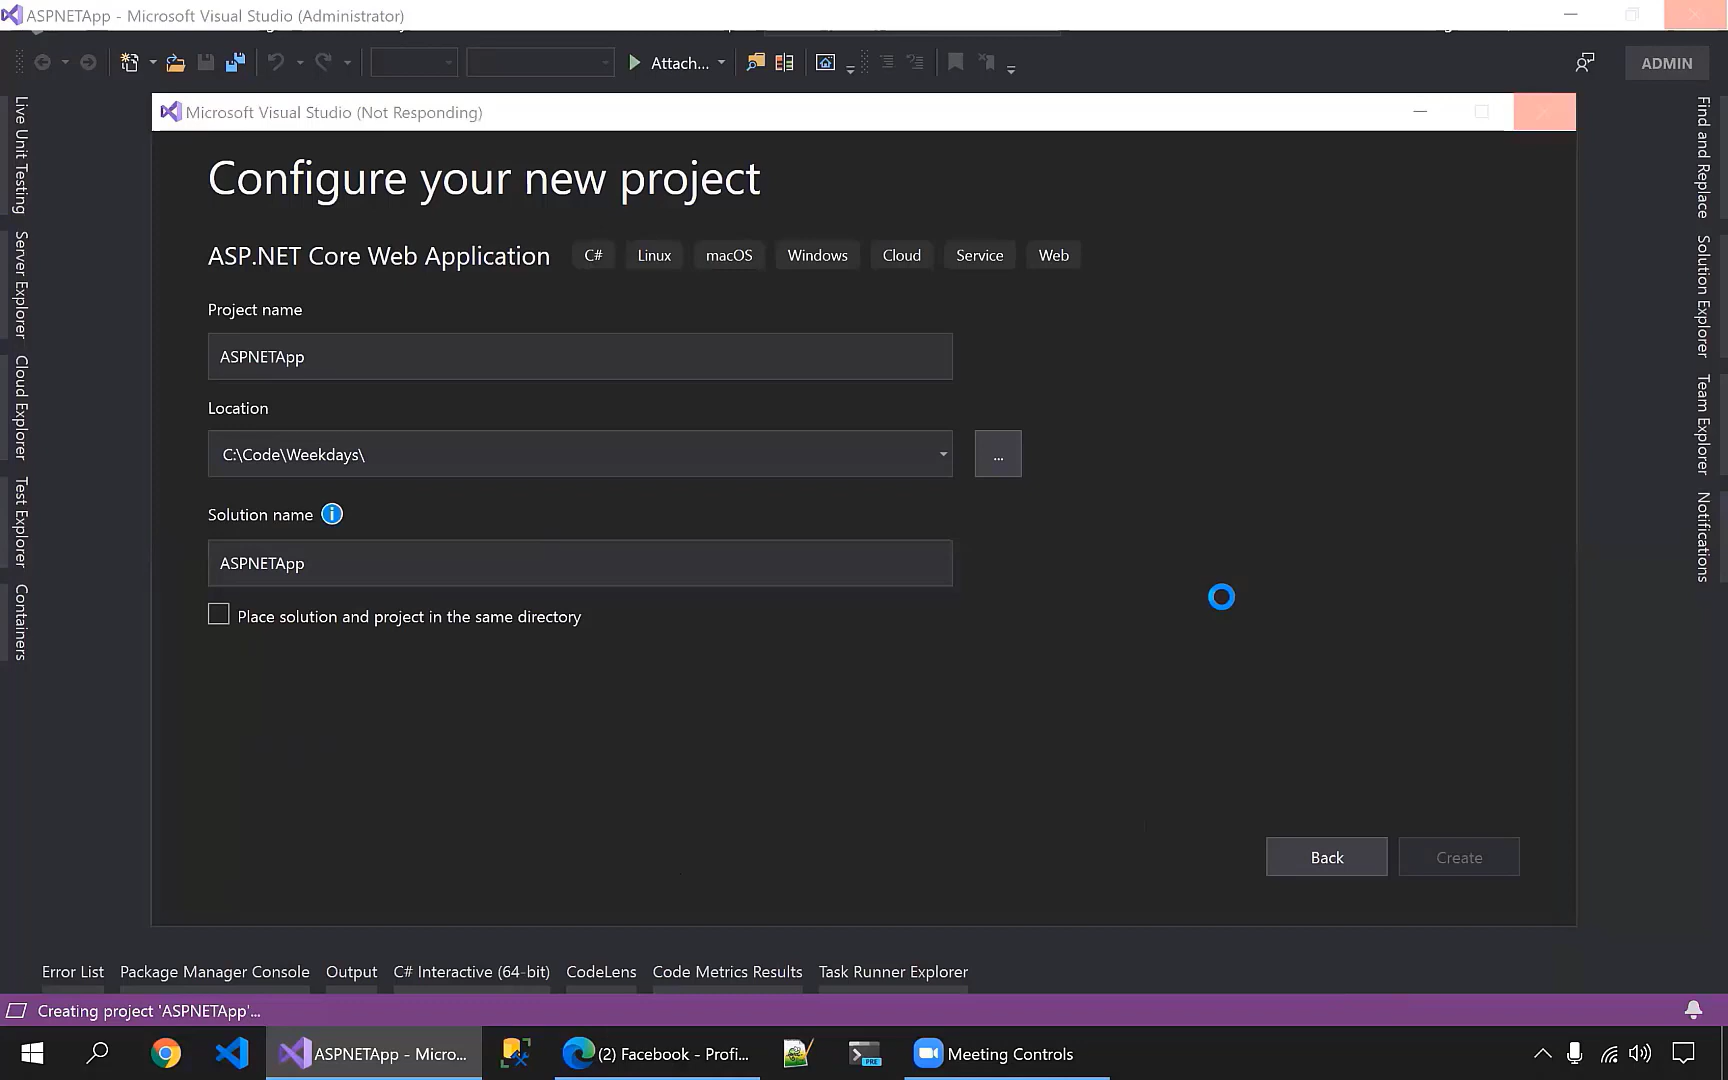 ASPNETApp - Microsoft Visual Studio (Administrator)
Attach...
ADMIN
Microsoft Visual Studio (Not Responding)
Configure your new project
ASP.NET Core Web Application C# Linux macOS Windows Cloud Service Web
Project name
ASPNETApp
Location
C:\Code\Weekdays\
...
Solution name
ASPNETApp
Place solution and project in the same directory
Back Create
Live Unit Testing
Server Explorer
Cloud Explorer
Test Explorer
Containers
Find and Replace
Solution Explorer
Team Explorer
Notifications
Error List Package Manager Console Output C# Interactive (64-bit) CodeLens Code Metrics Results Task Runner Explorer
Creating project 'ASPNETApp'...
ASPNETApp - Micro... PRE (2) Facebook - Profi... Meeting Controls